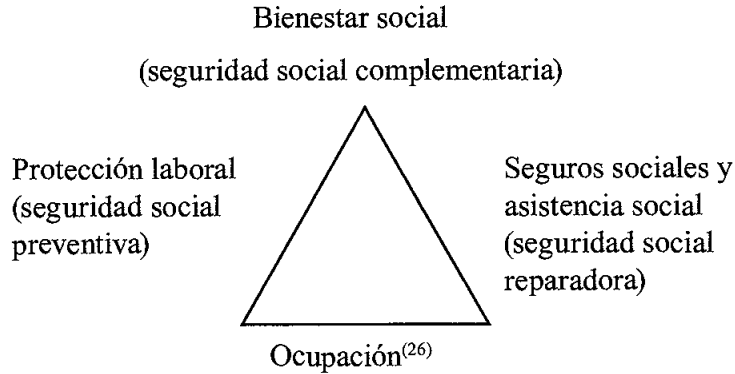 Bienestar social
(seguridad social complementaria)
Protección laboral
(seguridad social
preventiva)
Seguros sociales y
asistencia social
(seguridad social
reparadora)
Ocupación(26)